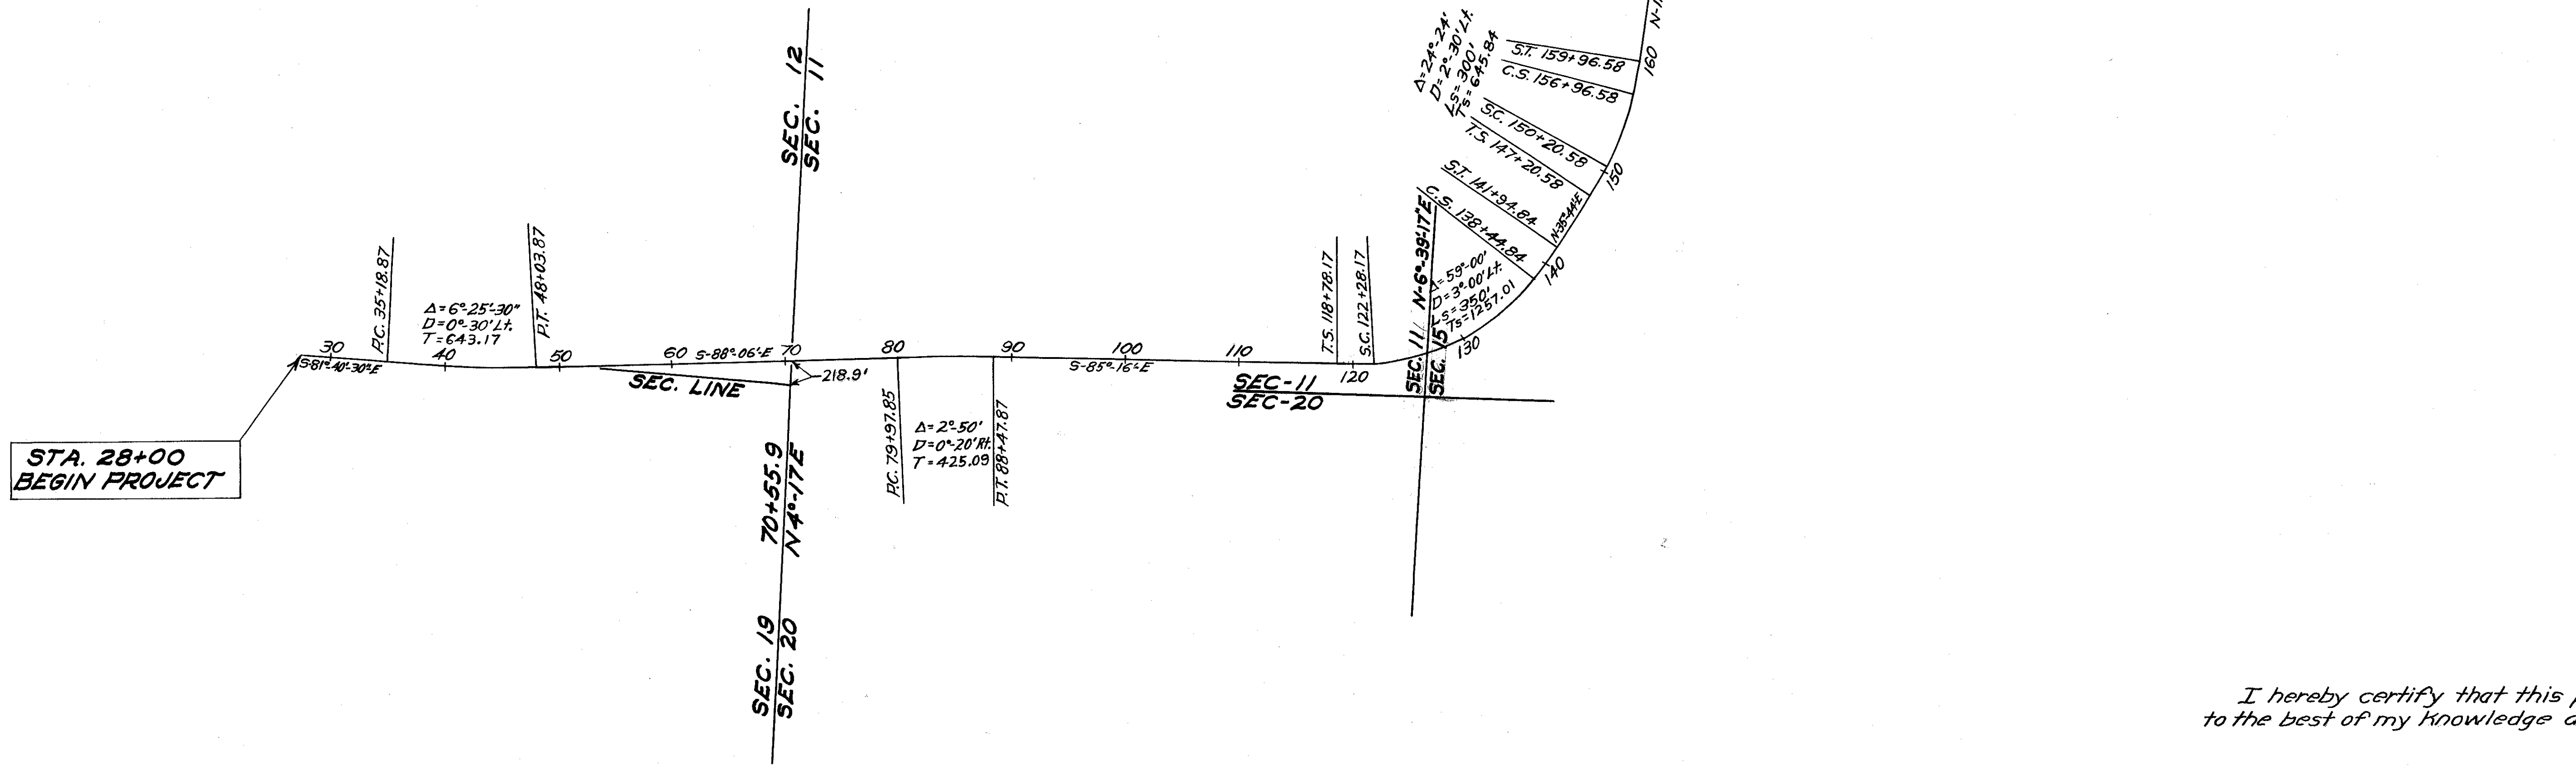 STA. 28+00
BEGIN PROJECT
30
S-81°-40'-30"-E
P.C. 35+18.87
40
Δ=6°-25'-30"
D=0°-30' Lt.
T=643.17
P.T. 48+03.87
50
60
S-88°-06'-E
70
SEC. LINE
218.9'
SEC. 12
SEC. 11
70+55.9
N4°-17'E
SEC. 19
SEC. 20
80
P.C. 79+97.85
Δ=2°-50'
D=0°-20' Rt.
T=425.09
P.T. 88+47.87
90
100
S-85°-16'-E
110
SEC-11
SEC-20
T.S. 118+78.17
120
S.C. 122+28.17
SEC. 11 N-6°-39'-17"E
SEC. 15
130
Δ=59°-00'
D=3°-00' Lt.
Ls=350'
Ts=1257.01
C.S. 138+44.84
140
S.T. 141+94.84
N-35°-44'-E
T.S. 147+20.58
150
S.C. 150+20.58
Δ=24°-24'
D=2°-30' Lt.
Ls=300'
Ts=645.84
C.S. 156+96.58
S.T. 159+96.58
160
I hereby certify that this
to the best of my knowledge